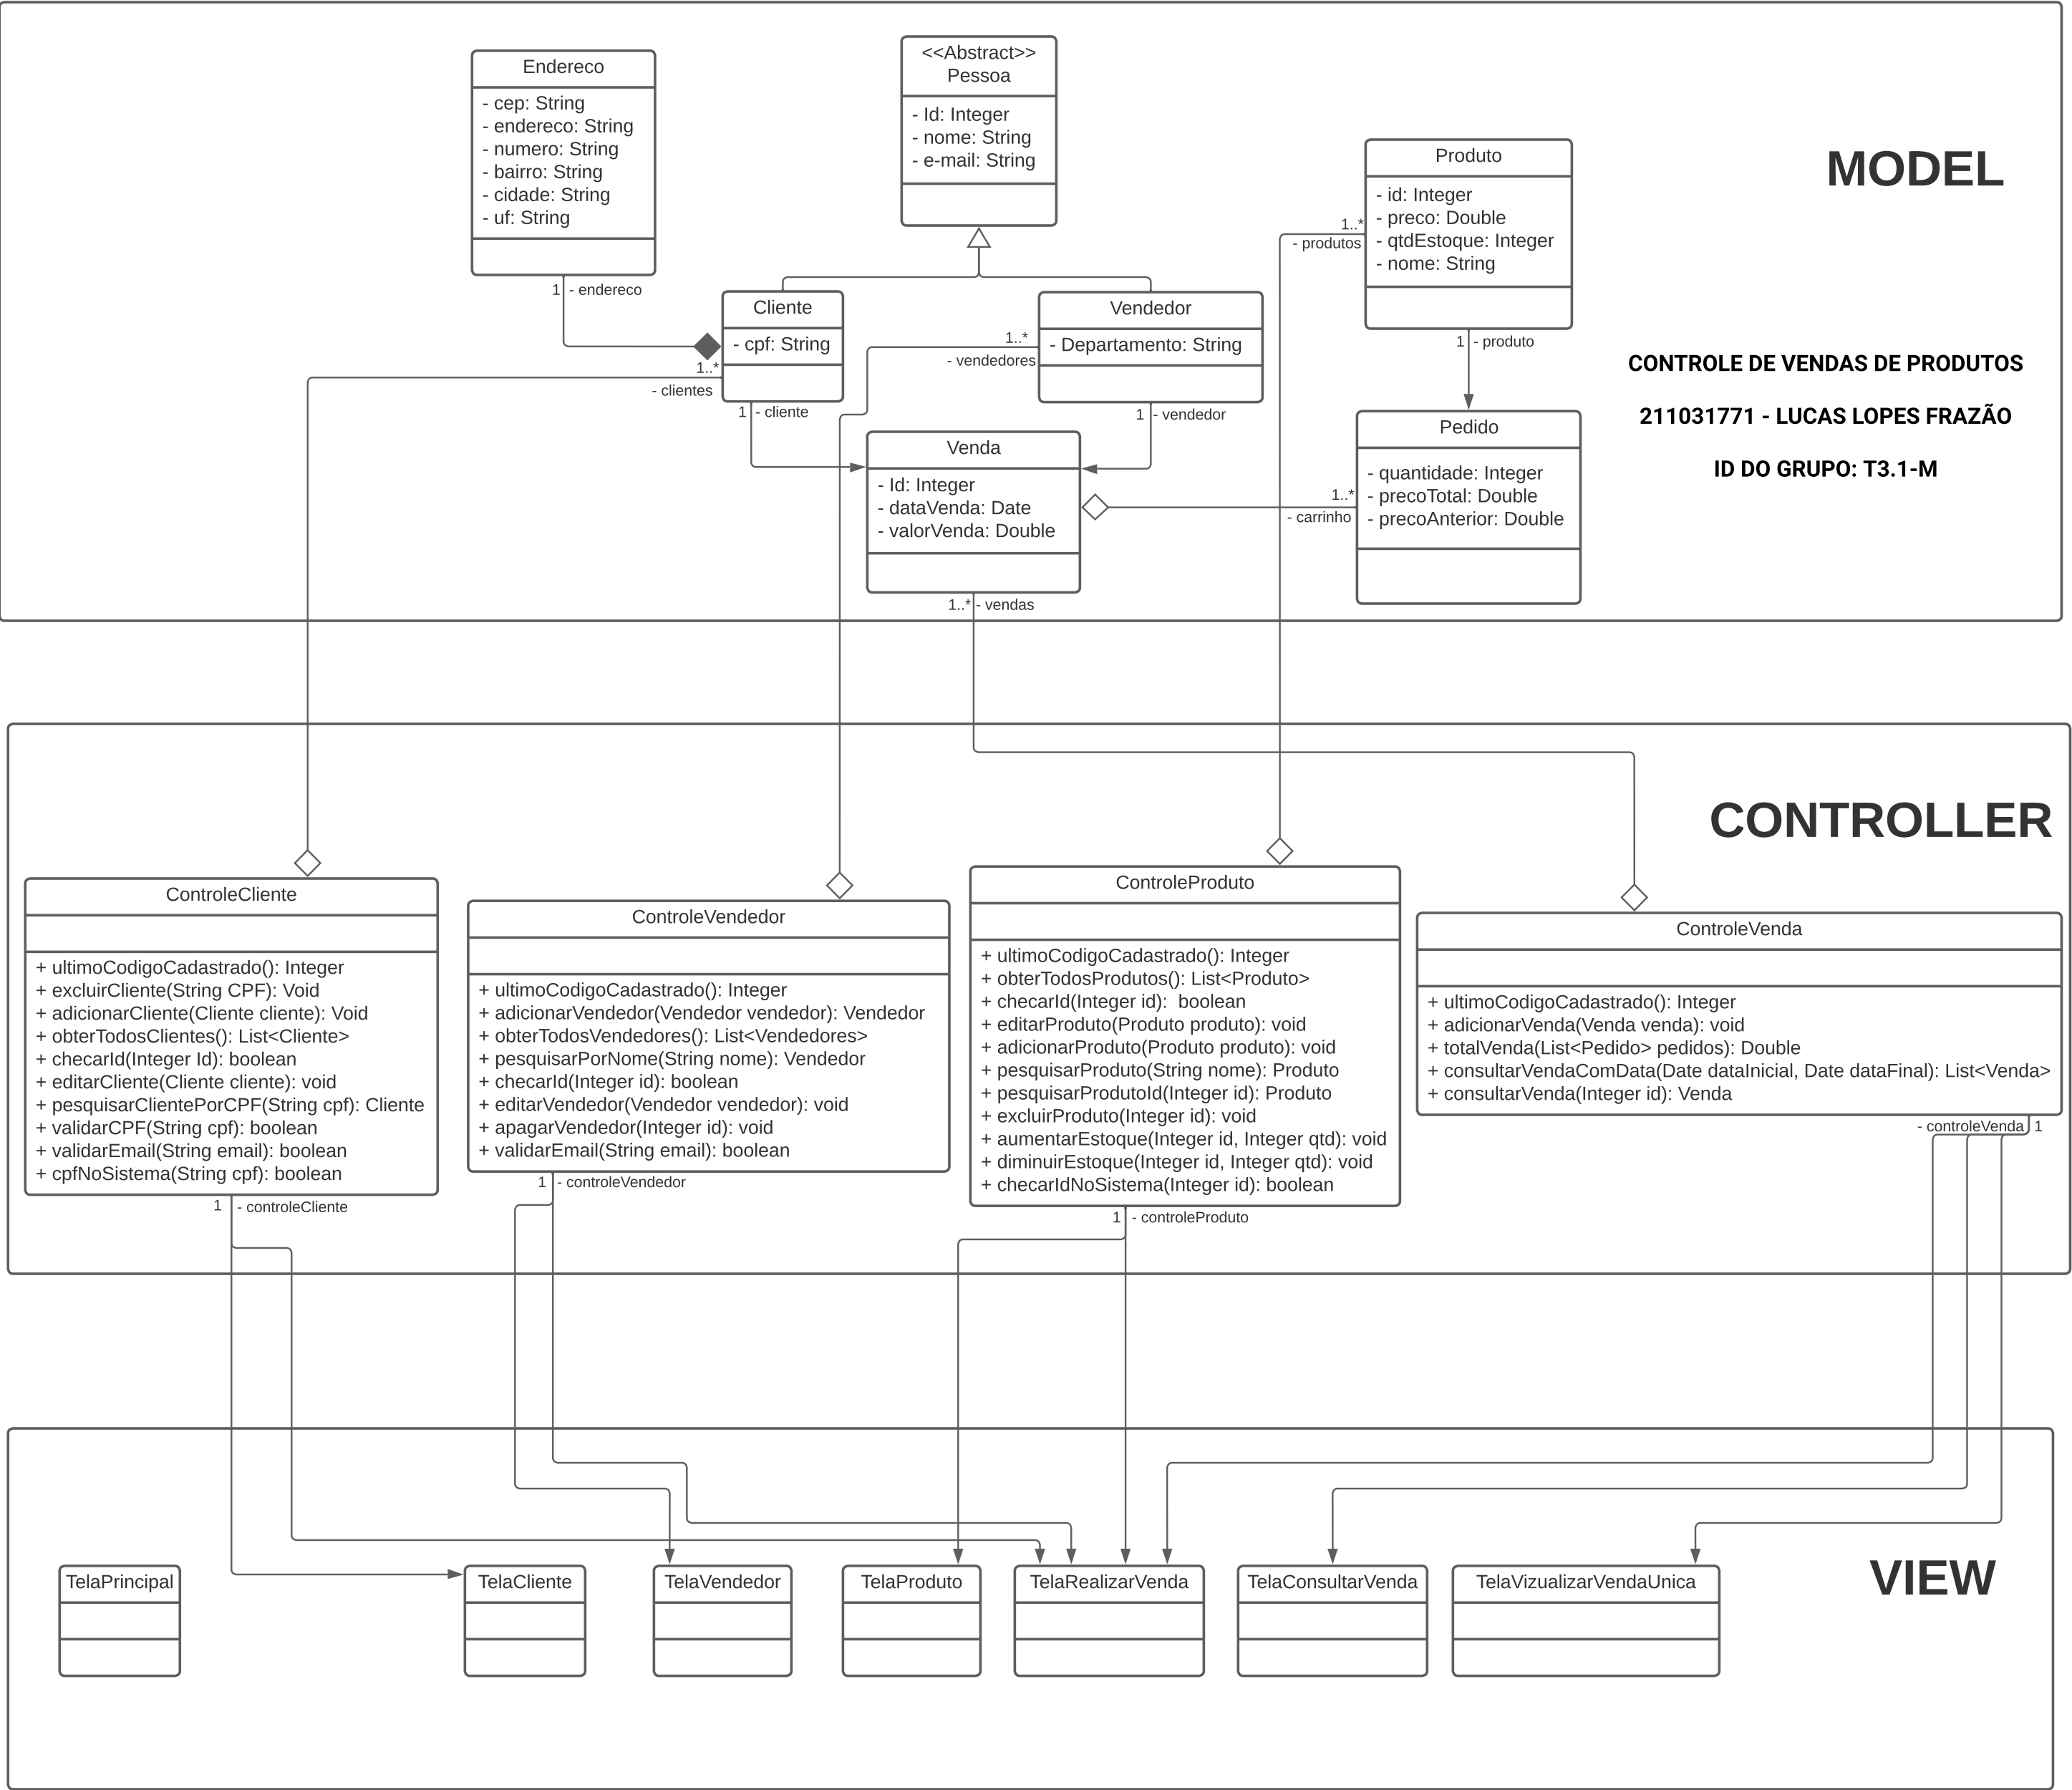 Endereco
- cep: String
- endereco: String
- numero: String
- bairro: String
- cidade: String
- uf: String
1 - endereco
<<Abstract>>
Pessoa
- Id: Integer
- nome: String
- e-mail: String
Produto
- id: Integer
- preco: Double
- qtdEstoque: Integer
- nome: String
1..*
- produtos
1 - produto
MODEL
Cliente
- cpf: String
1..*
- clientes
1 - cliente
Vendedor
- Departamento: String
1..*
- vendedores
1 - vendedor
CONTROLE DE VENDAS DE PRODUTOS
211031771 - LUCAS LOPES FRAZÃO
ID DO GRUPO: T3.1-M
Venda
- Id: Integer
- dataVenda: Date
- valorVenda: Double
1..* - vendas
Pedido
- quantidade: Integer
- precoTotal: Double
- precoAnterior: Double
1..*
- carrinho
CONTROLLER
ControleCliente
+ ultimoCodigoCadastrado(): Integer
+ excluirCliente(String CPF): Void
+ adicionarCliente(Cliente cliente): Void
+ obterTodosClientes(): List<Cliente>
+ checarId(Integer Id): boolean
+ editarCliente(Cliente cliente): void
+ pesquisarClientePorCPF(String cpf): Cliente
+ validarCPF(String cpf): boolean
+ validarEmail(String email): boolean
+ cpfNoSistema(String cpf): boolean
1 - controleCliente
ControleVendedor
+ ultimoCodigoCadastrado(): Integer
+ adicionarVendedor(Vendedor vendedor): Vendedor
+ obterTodosVendedores(): List<Vendedores>
+ pesquisarPorNome(String nome): Vendedor
+ checarId(Integer id): boolean
+ editarVendedor(Vendedor vendedor): void
+ apagarVendedor(Integer id): void
+ validarEmail(String email): boolean
1 - controleVendedor
ControleProduto
+ ultimoCodigoCadastrado(): Integer
+ obterTodosProdutos(): List<Produto>
+ checarId(Integer id): boolean
+ editarProduto(Produto produto): void
+ adicionarProduto(Produto produto): void
+ pesquisarProduto(String nome): Produto
+ pesquisarProdutoId(Integer id): Produto
+ excluirProduto(Integer id): void
+ aumentarEstoque(Integer id, Integer qtd): void
+ diminuirEstoque(Integer id, Integer qtd): void
+ checarIdNoSistema(Integer id): boolean
1 - controleProduto
ControleVenda
+ ultimoCodigoCadastrado(): Integer
+ adicionarVenda(Venda venda): void
+ totalVenda(List<Pedido> pedidos): Double
+ consultarVendaComData(Date dataInicial, Date dataFinal): List<Venda>
+ consultarVenda(Integer id): Venda
- controleVenda 1
VIEW
TelaPrincipal
TelaCliente
TelaVendedor
TelaProduto
TelaRealizarVenda
TelaConsultarVenda
TelaVizualizarVendaUnica